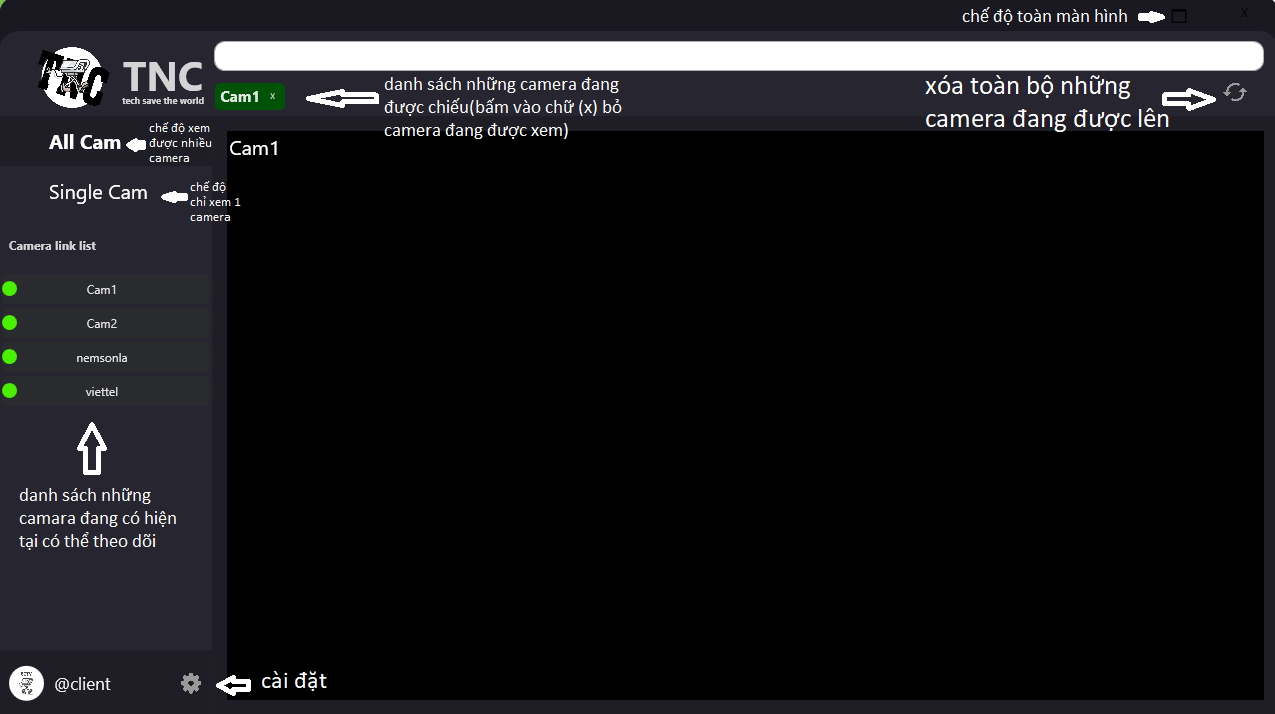 chế độ toàn màn hình
X
TNC
TNC
tech save the world
Cam1 x
danh sách những camera đang
được chiếu(bấm vào chữ (x) bỏ
camera đang được xem)
xóa toàn bộ những
camera đang được lên
All Cam
chế độ xem
được nhiều
camera
Cam1
Single Cam
chế độ
chỉ xem 1
camera
Camera link list
Cam1
Cam2
nemsonla
viettel
danh sách những
camara đang có hiện
tại có thể theo dõi
@client
cài đặt